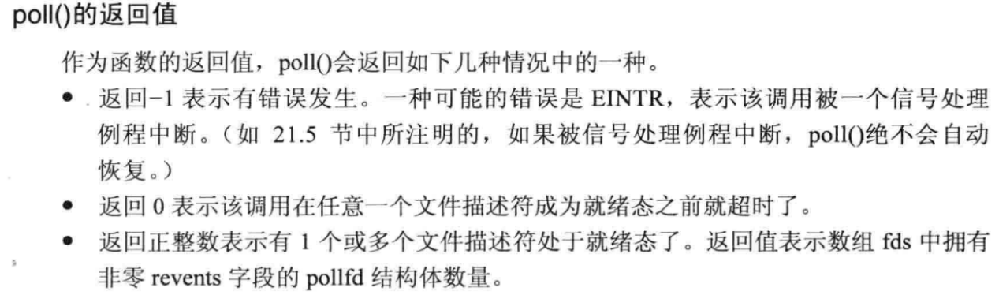 poll()的返回值
作为函数的返回值，poll()会返回如下几种情况中的一种。
● 返回−1 表示有错误发生。一种可能的错误是 EINTR，表示该调用被一个信号处理
例程中断。（如 21.5 节中所注明的，如果被信号处理例程中断，poll()绝不会自动
恢复。）
● 返回 0 表示该调用在任意一个文件描述符成为就绪态之前就超时了。
● 返回正整数表示有 1 个或多个文件描述符处于就绪态了。返回值表示数组 fds 中拥有
非零 revents 字段的 pollfd 结构体数量。